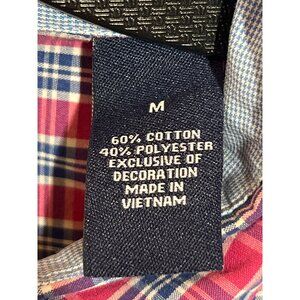 M
60% COTTON
40% POLYESTER
EXCLUSIVE OF
DECORATION
MADE IN
VIETNAM